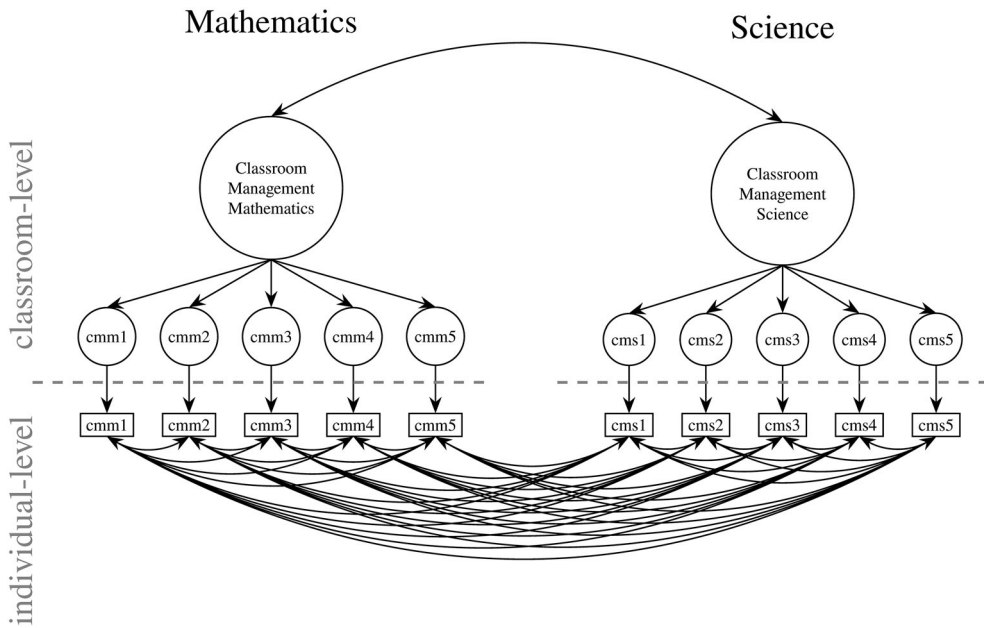 Mathematics
Science
classroom-level
Classroom
Management
Mathematics
Classroom
Management
Science
cmm1
cmm2
cmm3
cmm4
cmm5
cms1
cms2
cms3
cms4
cms5
individual-level
cmm1
cmm2
cmm3
cmm4
cmm5
cms1
cms2
cms3
cms4
cms5